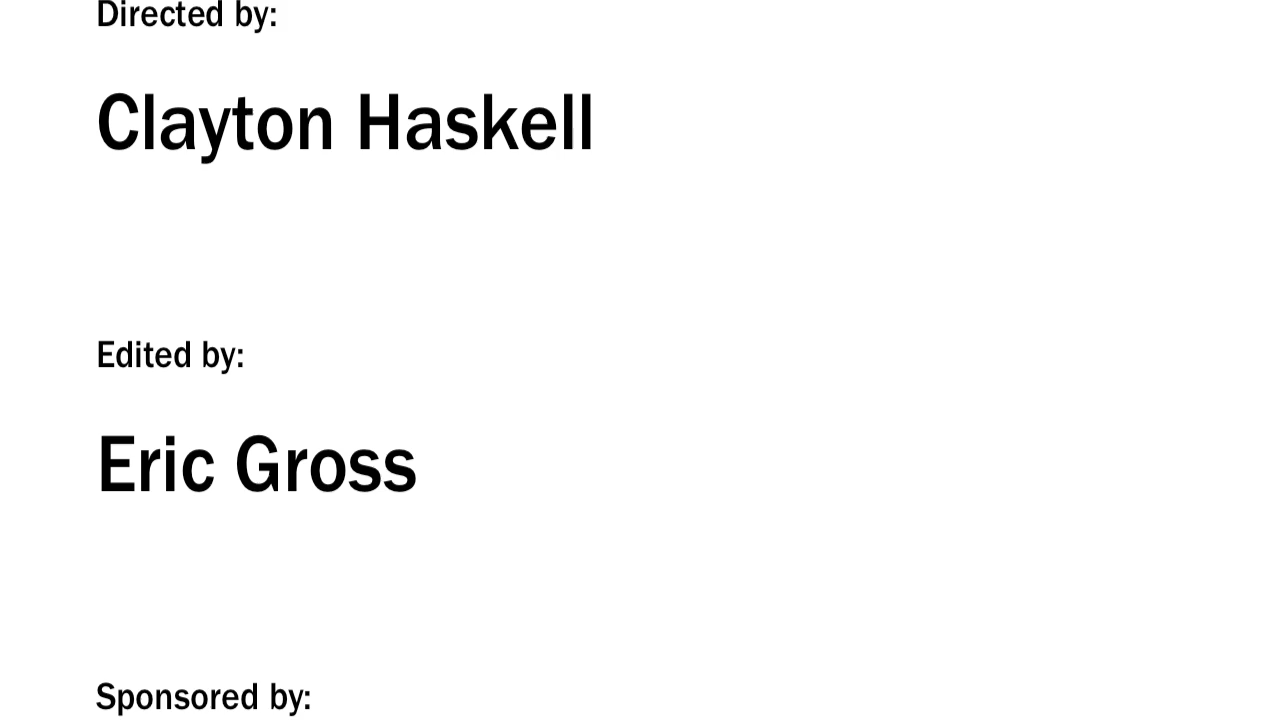 Directed by:
Clayton Haskell
Edited by:
Eric Gross
Sponsored by: